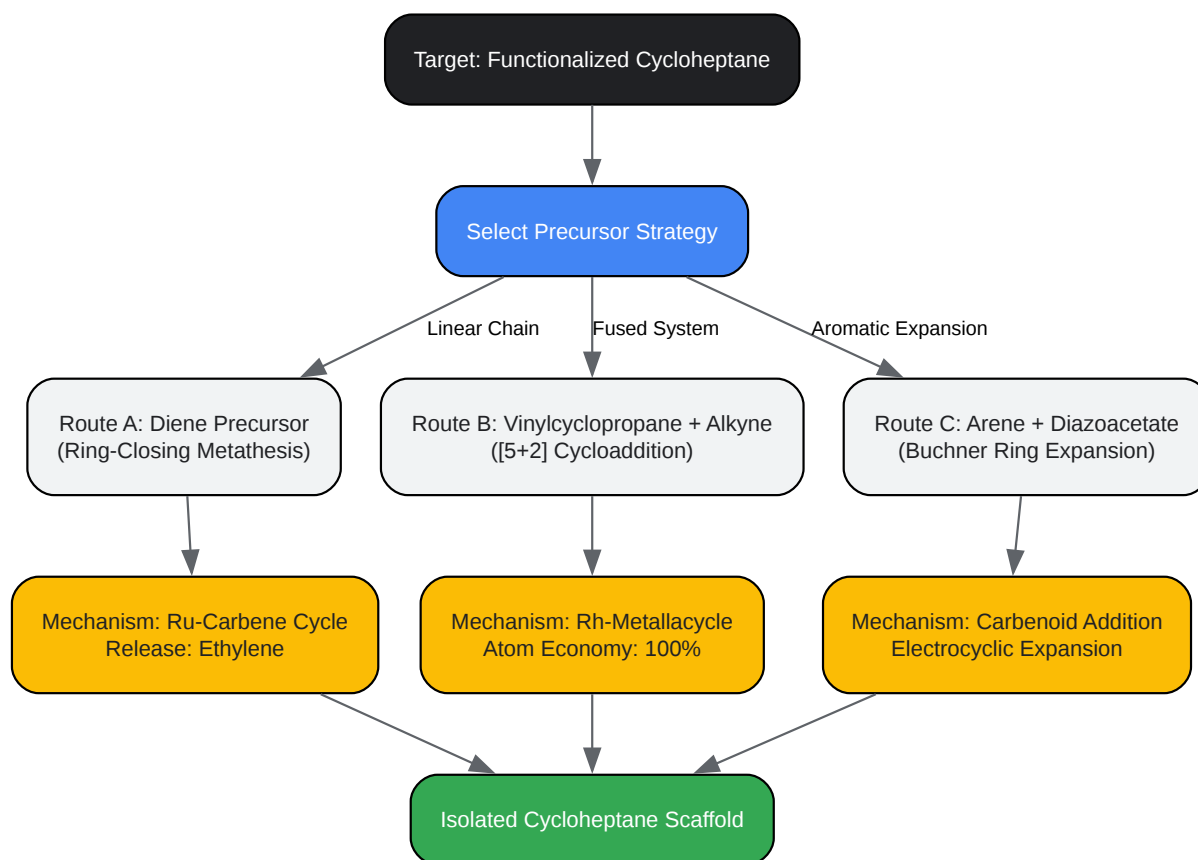 Target: Functionalized Cycloheptane
Select Precursor Strategy
Linear Chain
Fused System
Aromatic Expansion
Route A: Diene Precursor
(Ring-Closing Metathesis)
Route B: Vinylcyclopropane + Alkyne
([5+2] Cycloaddition)
Route C: Arene + Diazoacetate
(Buchner Ring Expansion)
Mechanism: Ru-Carbene Cycle
Release: Ethylene
Mechanism: Rh-Metallacycle
Atom Economy: 100%
Mechanism: Carbenoid Addition
Electrocyclic Expansion
Isolated Cycloheptane Scaffold